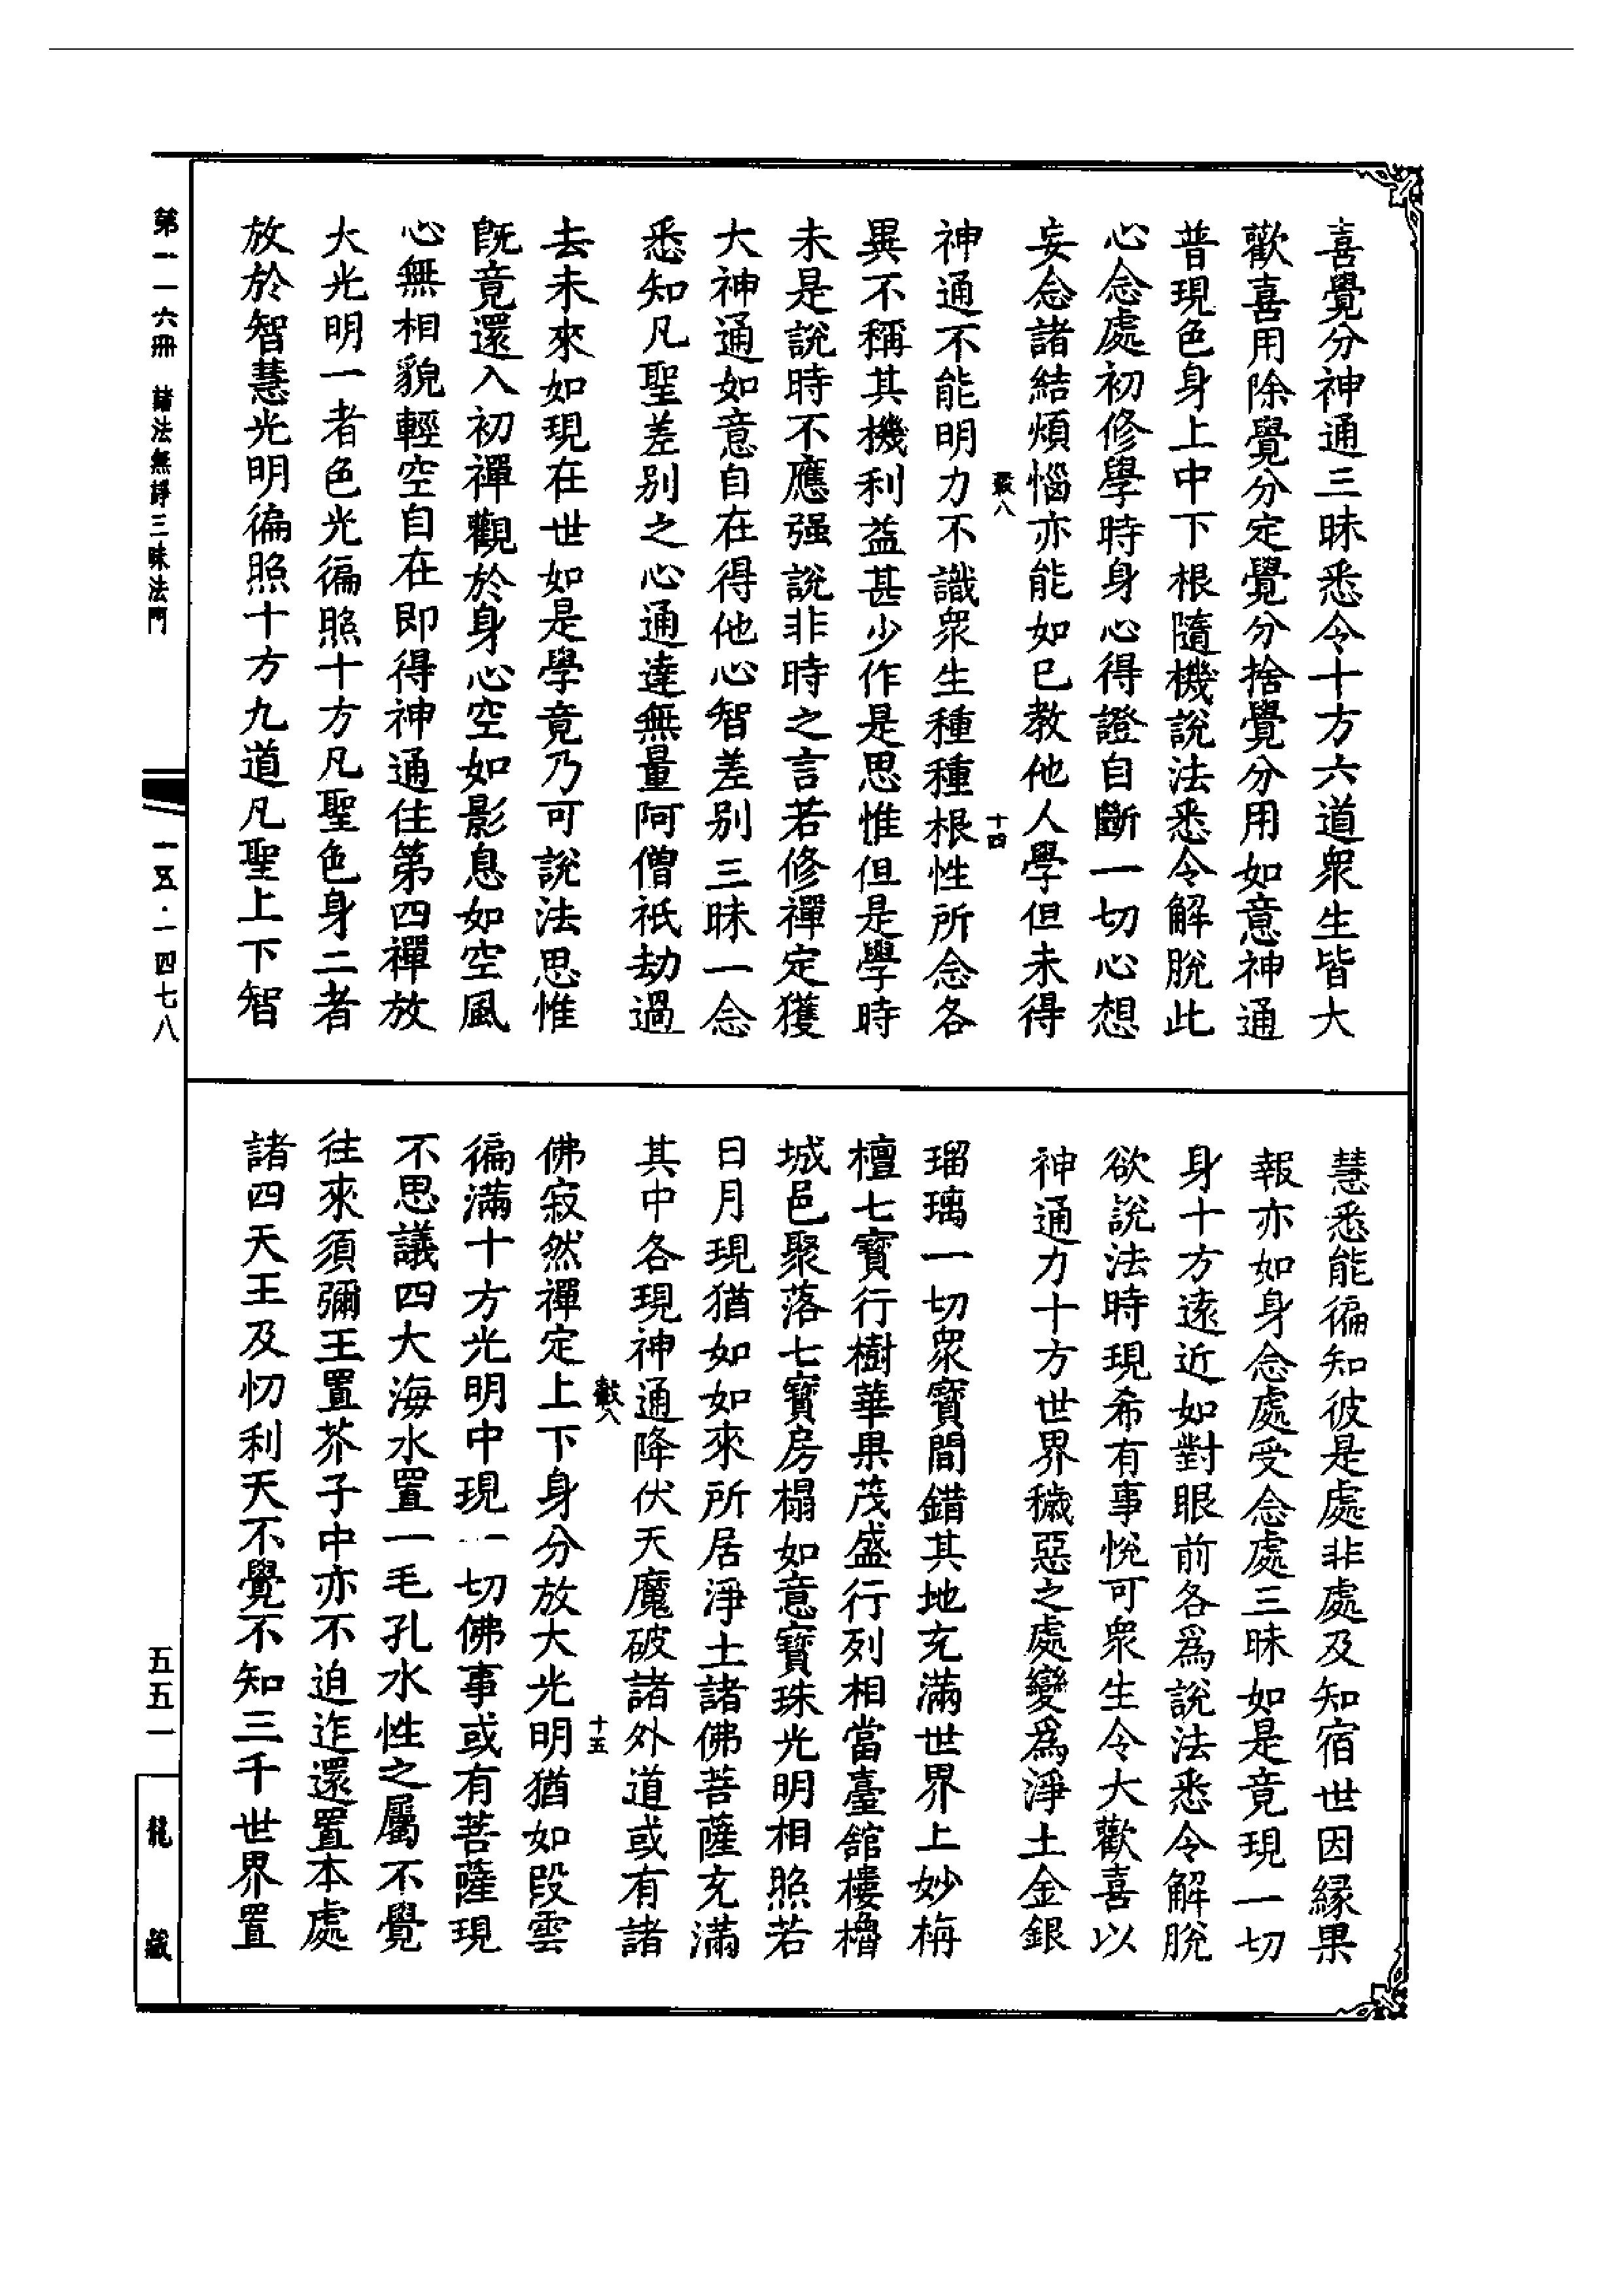 喜覺分神通三昧悉令十方六道衆生皆大
歡喜用除覺分定覺分捨覺分用如意神通
普現色身上中下根隨機說法悉令解脫此
心念處初修學時身心得證自斷一切心想
妄念諸結煩惱亦能如已教他人學但未得
神通不能明力不識衆生種種根性所念各
異不稱其機利益甚少作是思惟但是學時
未是說時不應强說非時之言若修禪定獲
大神通如意自在得他心智差别三昧一念
悉知凡聖差别之心通達無量阿僧祇劫過
去未來如現在世如是學竟乃可說法思惟
旣竟還入初禪觀於身心空如影息如空風
心無相貌輕空自在即得神通住第四禪放
大光明一者色光徧照十方凡聖色身二者
放於智慧光明徧照十方九道凡聖上下智
十四
慧悉能徧知彼是處非處及知宿世因緣果
報亦如身念處受念處三昧如是竟現一切
身十方遠近如對眼前各爲說法悉令解脫
欲說法時現希有事悅可衆生令大歡喜以
神通力十方世界穢惡之處變爲淨土金銀
瑠璃一切衆寶間錯其地充滿世界上妙栴
檀七寶行樹華果茂盛行列相當臺舘樓櫓
城邑聚落七寶房榻如意寶珠光明相照若
日月現猶如如來所居淨土諸佛菩薩充滿
其中各現神通降伏天魔破諸外道或有諸
佛寂然禪定上下身分放大光明猶如段雲
徧滿十方光明中現一切佛事或有菩薩現
不思議四大海水置一毛孔水性之屬不覺
往來須彌王置芥子中亦不迫迮還置本處
諸四天王及忉利天不覺不知三千世界置
十五
第一一六冊 諸法無諍三昧法門
一五·一四七八
五五一
龍藏